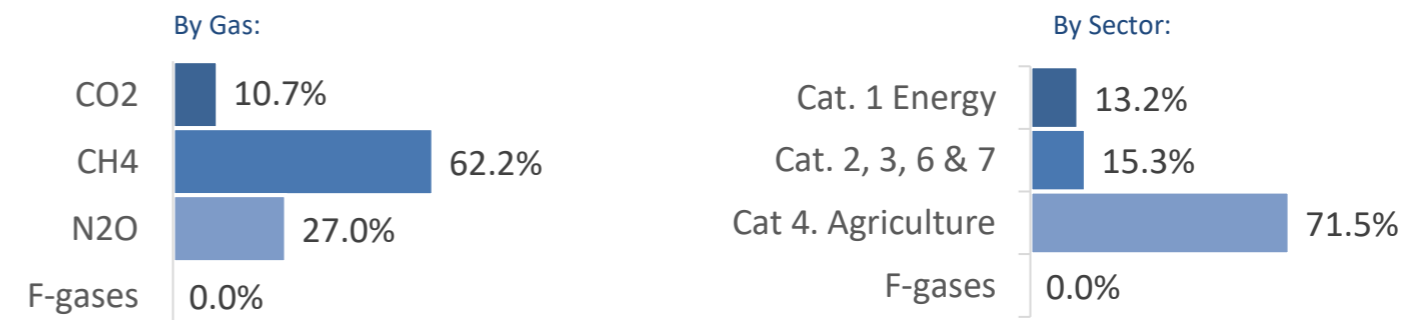 By Gas:
CO2 10.7%
CH4 62.2%
N2O 27.0%
F-gases 0.0%
By Sector:
Cat. 1 Energy 13.2%
Cat. 2, 3, 6 & 7 15.3%
Cat 4. Agriculture 71.5%
F-gases 0.0%